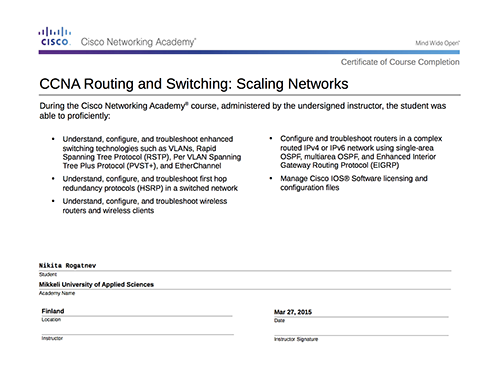 CISCO. Cisco Networking Academy®
Mind Wide Open™
Certificate of Course Completion
CCNA Routing and Switching: Scaling Networks
During the Cisco Networking Academy® course, administered by the undersigned instructor, the student was
able to proficiently:
• Understand, configure, and troubleshoot enhanced
switching technologies such as VLANs, Rapid
Spanning Tree Protocol (RSTP), Per VLAN Spanning
Tree Plus Protocol (PVST+), and EtherChannel
• Understand, configure, and troubleshoot first hop
redundancy protocols (HSRP) in a switched network
• Understand, configure, and troubleshoot wireless
routers and wireless clients
• Configure and troubleshoot routers in a complex
routed IPv4 or IPv6 network using single-area
OSPF, multiarea OSPF, and Enhanced Interior
Gateway Routing Protocol (EIGRP)
• Manage Cisco IOS® Software licensing and
configuration files
Nikita Rogatnev
Student
Mikkeli University of Applied Sciences
Academy Name
Finland
Location
Mar 27, 2015
Date
Instructor
Instructor Signature